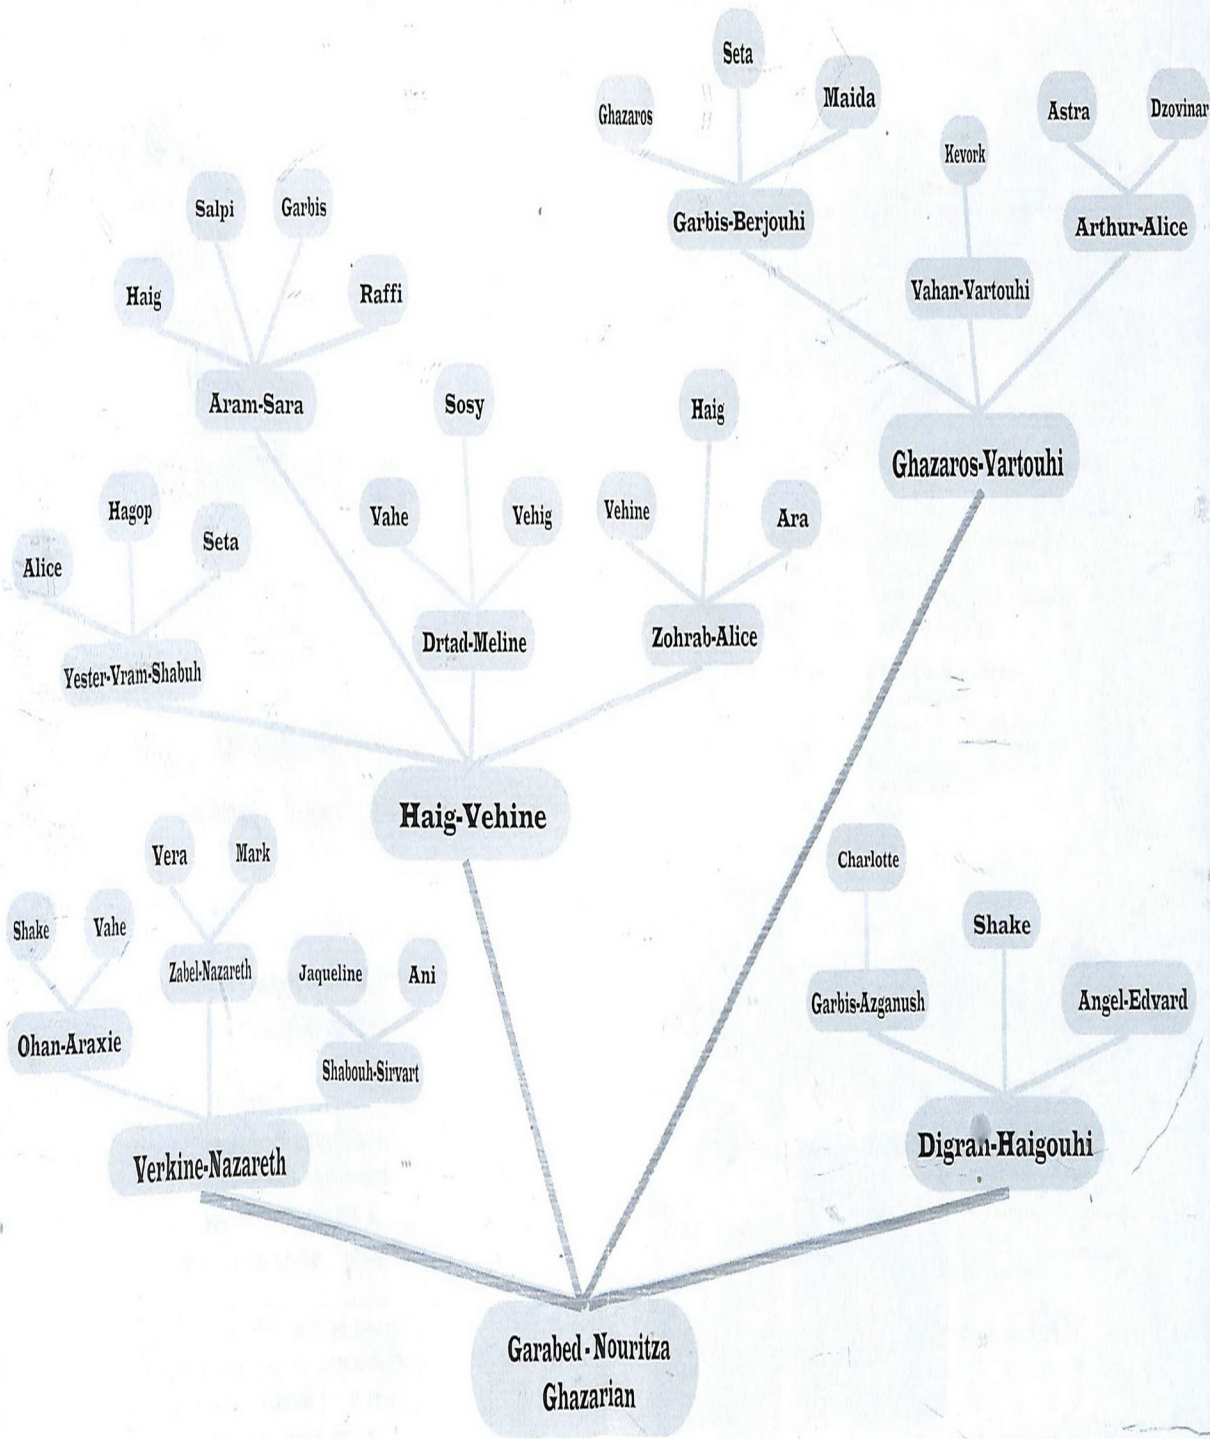 Seta
Ghazaros
Maida
Astra
Dzovinar
Kevork
Garbis-Berjouhi
Arthur-Alice
Vahan-Vartouhi
Ghazaros-Vartouhi
Salpi
Garbis
Haig
Raffi
Aram-Sara
Sosy
Haig
Hagop
Vahe
Vehig
Vehine
Ara
Alice
Seta
Yester-Vram-Shabuh
Drtad-Meline
Zohrab-Alice
Haig-Vehine
Vera
Mark
Shake
Vahe
Zabel-Nazareth
Jaqueline
Ani
Ohan-Araxie
Shabouh-Sirvart
Verkine-Nazareth
Charlotte
Shake
Garbis-Azganush
Angel-Edvard
Digran-Haigouhi
Garabed-Nouritza
Ghazarian